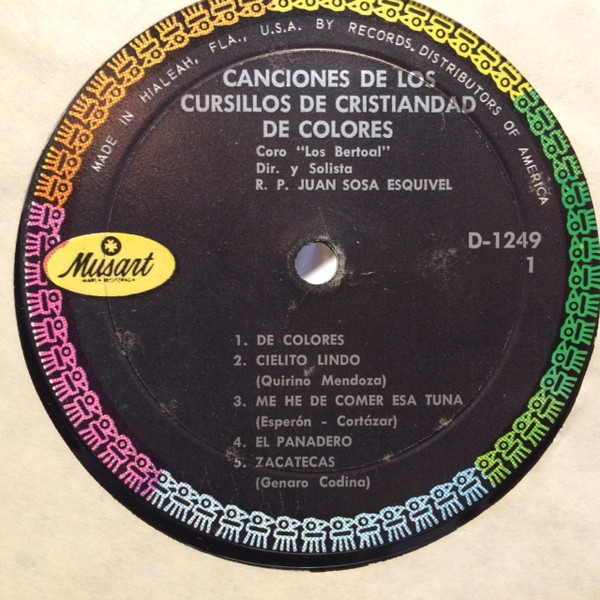 MADE IN HIALEAH, FLA., U.S.A. BY RECORDS DISTRIBUTORS OF AMERICA
CANCIONES DE LOS
CURSILLOS DE CRISTIANDAD
DE COLORES
Coro "Los Bertoal"
Dir. y Solista
R. P. JUAN SOSA ESQUIVEL
D-1249
1
Musart
1. DE COLORES
2. CIELITO LINDO
(Quirino Mendoza)
3. ME HE DE COMER ESA TUNA
(Esperón - Cortázar)
4. EL PANADERO
5. ZACATECAS
(Genaro Codina)